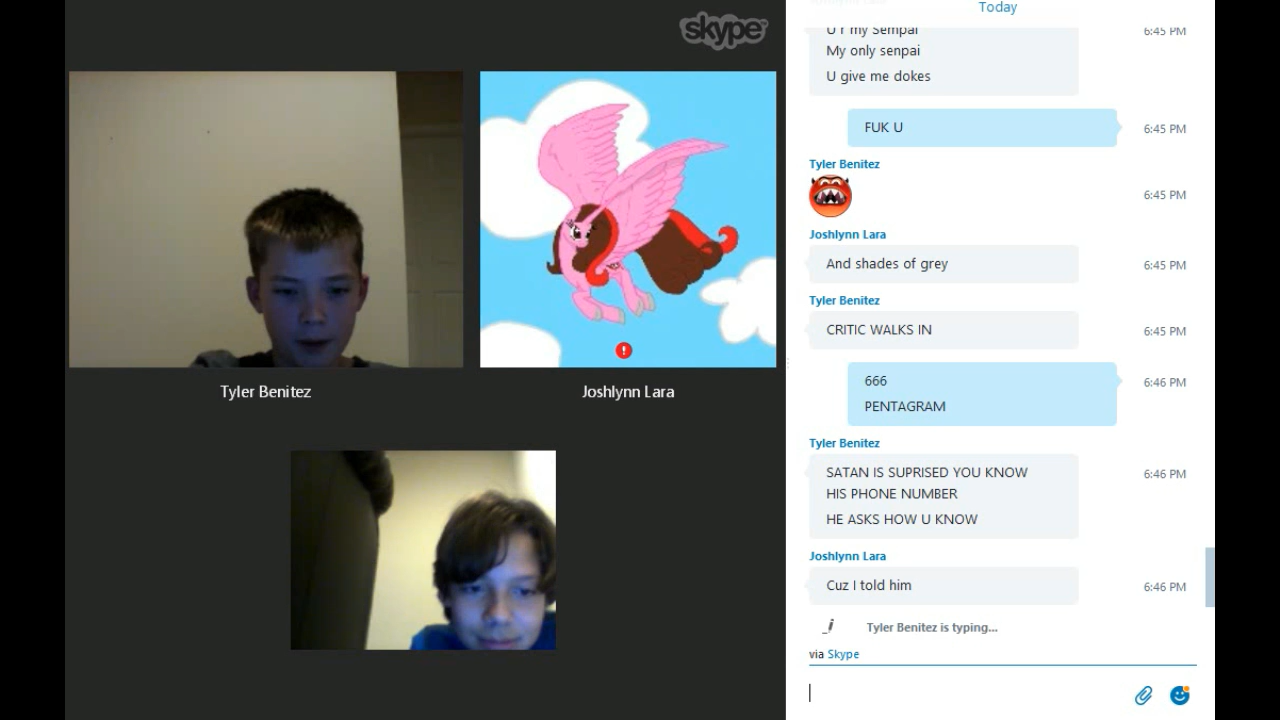 skype
Tyler Benitez
Joshlynn Lara
Today
U r my Sempai
6:45 PM
My only senpai
U give me dokes
FUK U
6:45 PM
Tyler Benitez
6:45 PM
Joshlynn Lara
And shades of grey
6:45 PM
Tyler Benitez
CRITIC WALKS IN
6:45 PM
666
6:46 PM
PENTAGRAM
Tyler Benitez
SATAN IS SUPRISED YOU KNOW
6:46 PM
HIS PHONE NUMBER
HE ASKS HOW U KNOW
Joshlynn Lara
Cuz I told him
6:46 PM
Tyler Benitez is typing...
via Skype